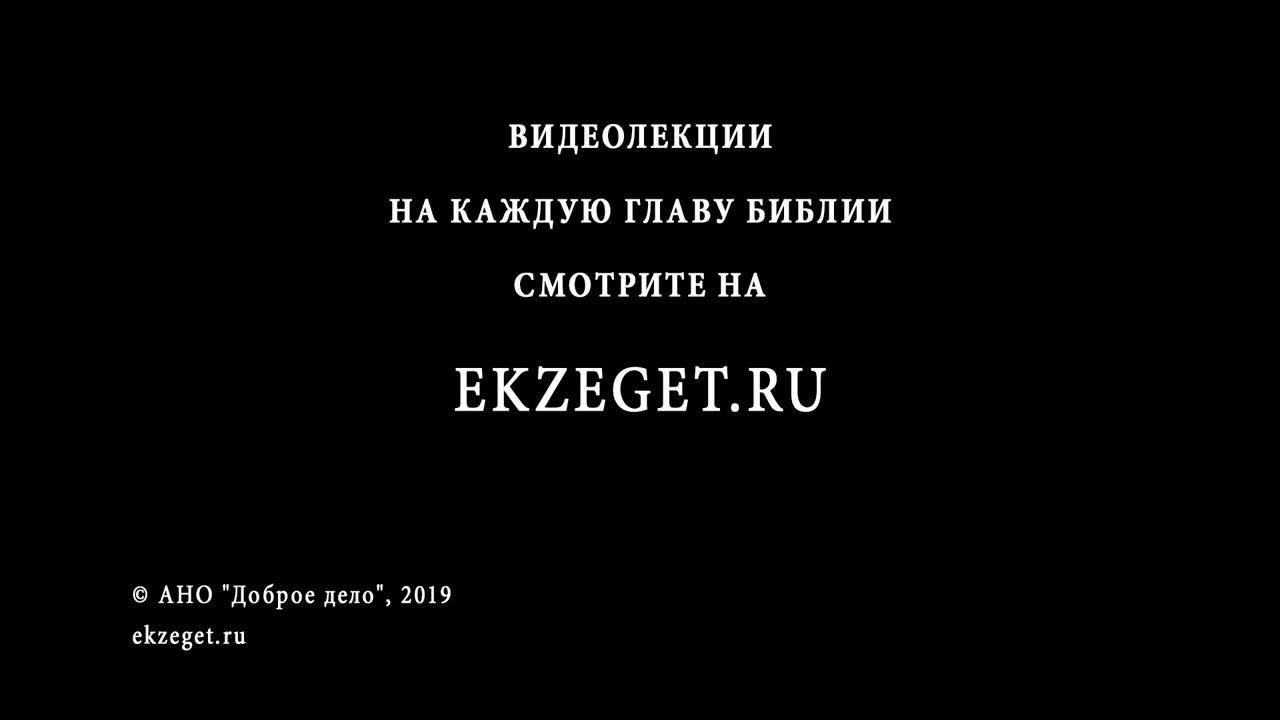 ВИДЕОЛЕКЦИИ
НА КАЖДУЮ ГЛАВУ БИБЛИИ
СМОТРИТЕ НА
EKZEGET.RU
© АНО "Доброе дело", 2019
ekzeget.ru